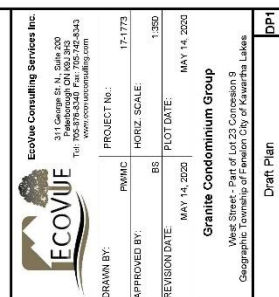 ECOVUE
EcoVue Consulting Services Inc.
311 George St. N., Suite 200
Peterborough ON K9J 3H3
Tel: 705-876-8340 Fax: 705-742-8343
www.ecovueconsulting.com
DRAWN BY: PW/MC
PROJECT No.: 17-1773
APPROVED BY: BS
HORIZ. SCALE: 1:350
REVISION DATE: MAY 14, 2020
PLOT DATE: MAY 14, 2020
Granite Condominium Group
West Street - Part of Lot 23 Concesion 9
Geographic Township of Fenelon City of Kawartha Lakes
Draft Plan
DP1